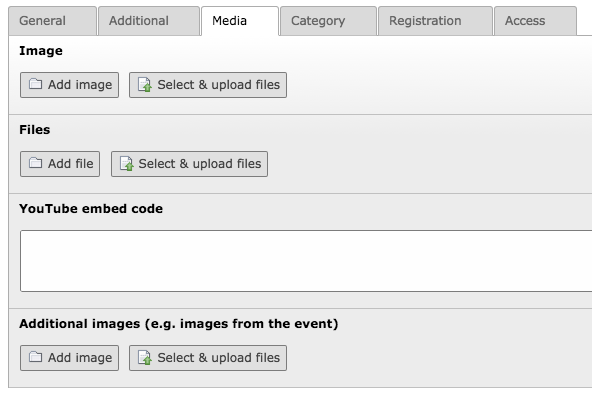 General Additional Media Category Registration Access
Image
Add image Select & upload files
Files
Add file Select & upload files
YouTube embed code
Additional images (e.g. images from the event)
Add image Select & upload files